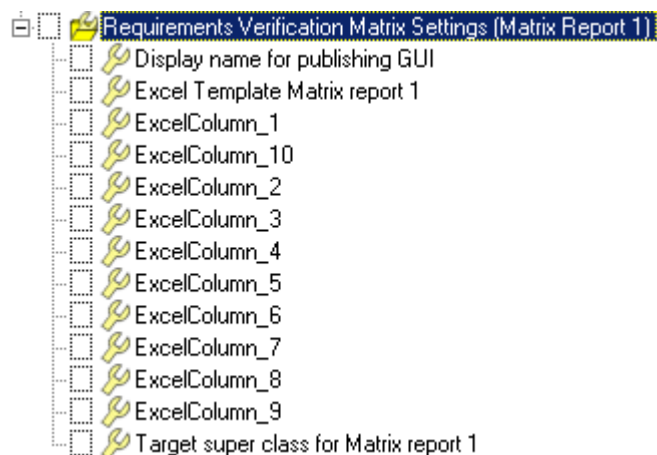 Requirements Verification Matrix Settings (Matrix Report 1)
Display name for publishing GUI
Excel Template Matrix report 1
ExcelColumn_1
ExcelColumn_10
ExcelColumn_2
ExcelColumn_3
ExcelColumn_4
ExcelColumn_5
ExcelColumn_6
ExcelColumn_7
ExcelColumn_8
ExcelColumn_9
Target super class for Matrix report 1